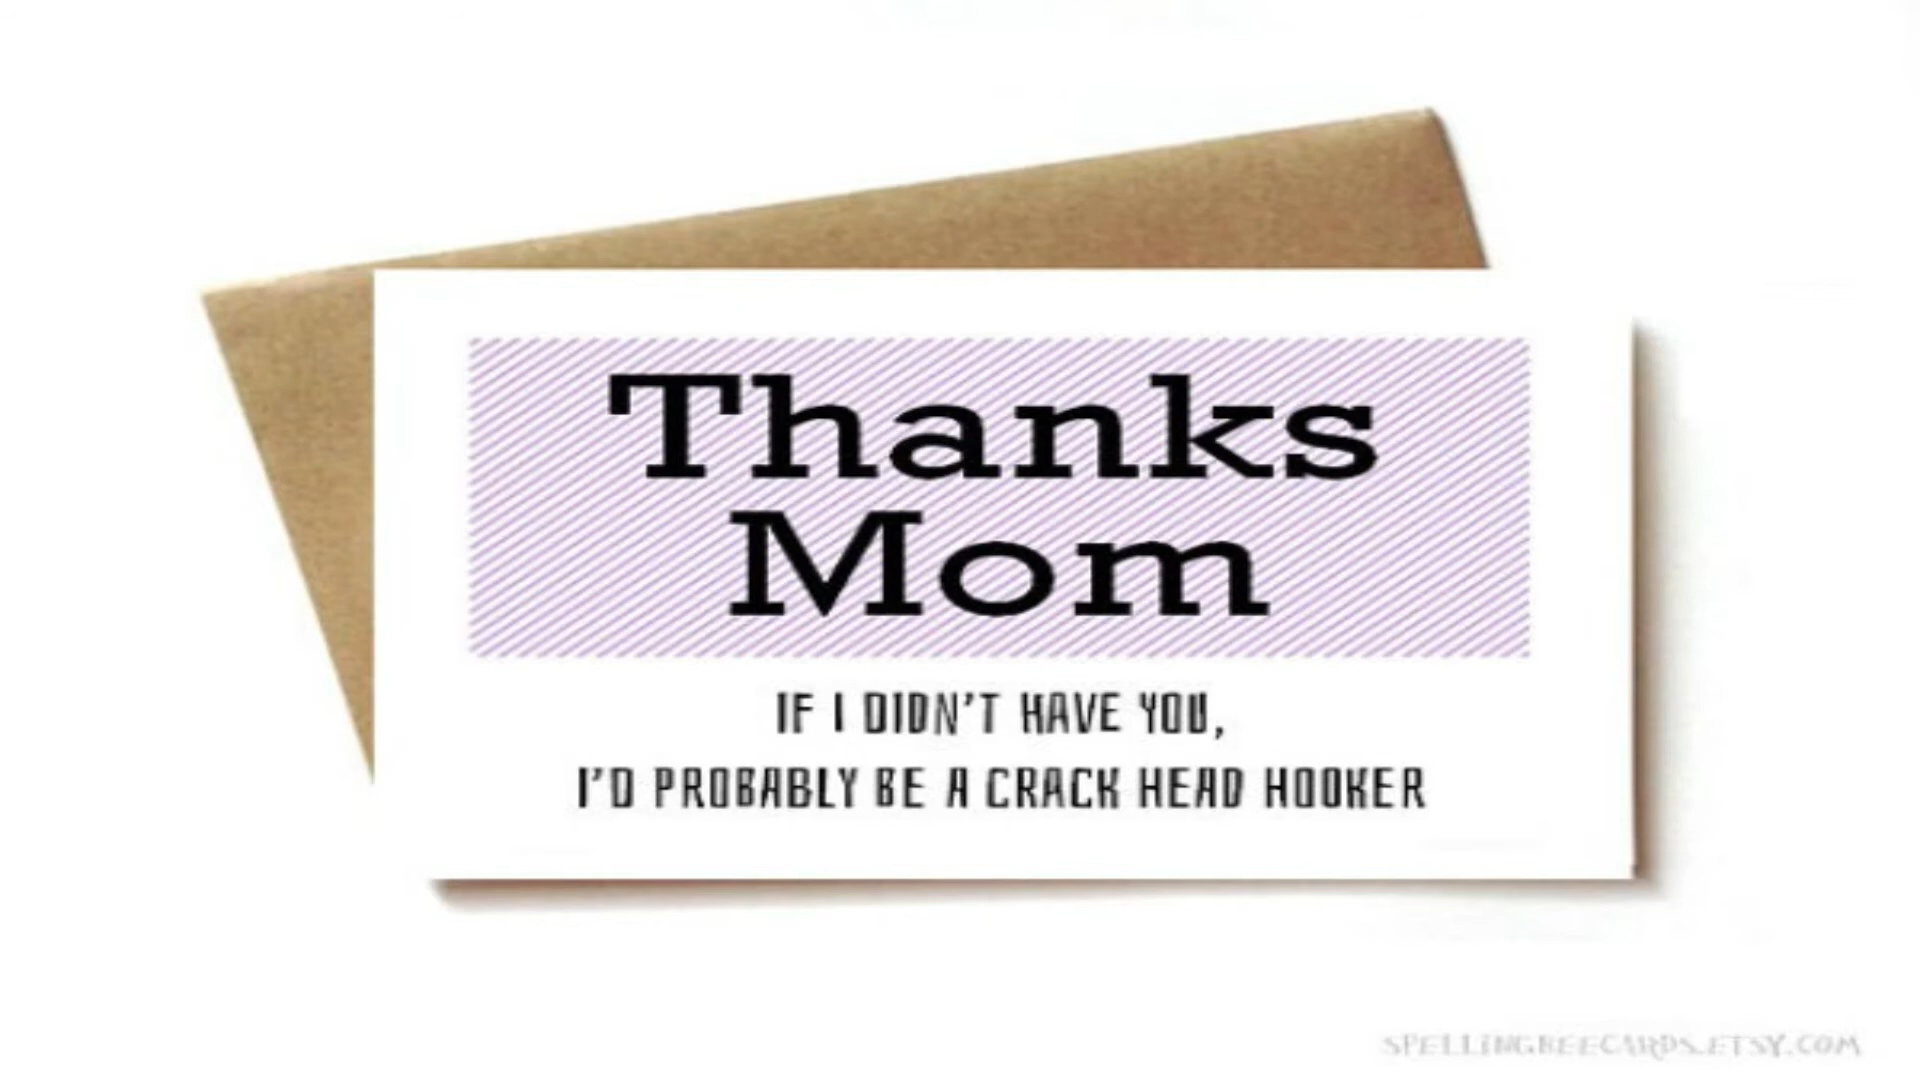 Thanks
Mom
IF I DIDN'T HAVE YOU,
I'D PROBABLY BE A CRACK HEAD HOOKER
SPELLINGBEECARDS.ETSY.COM